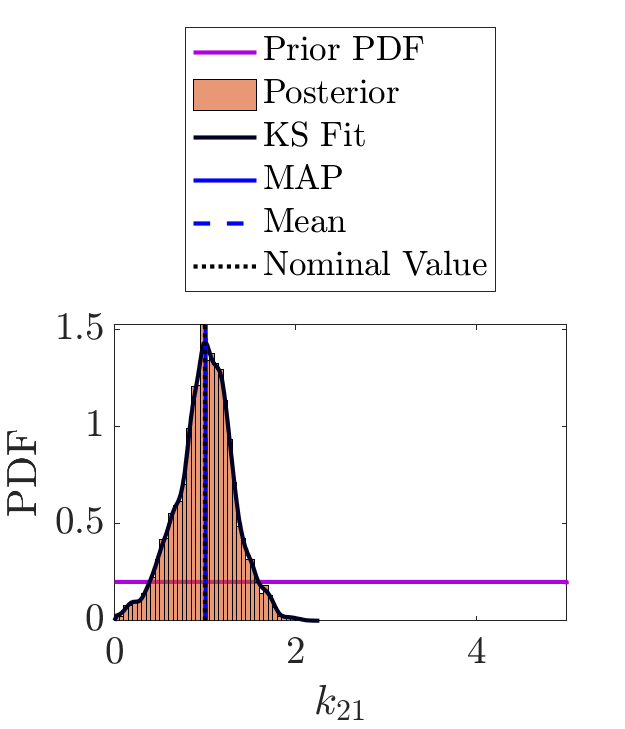 Prior PDF
Posterior
KS Fit
MAP
Mean
Nominal Value
1.5
1
0.5
0
PDF
0 2 4
k₂₁